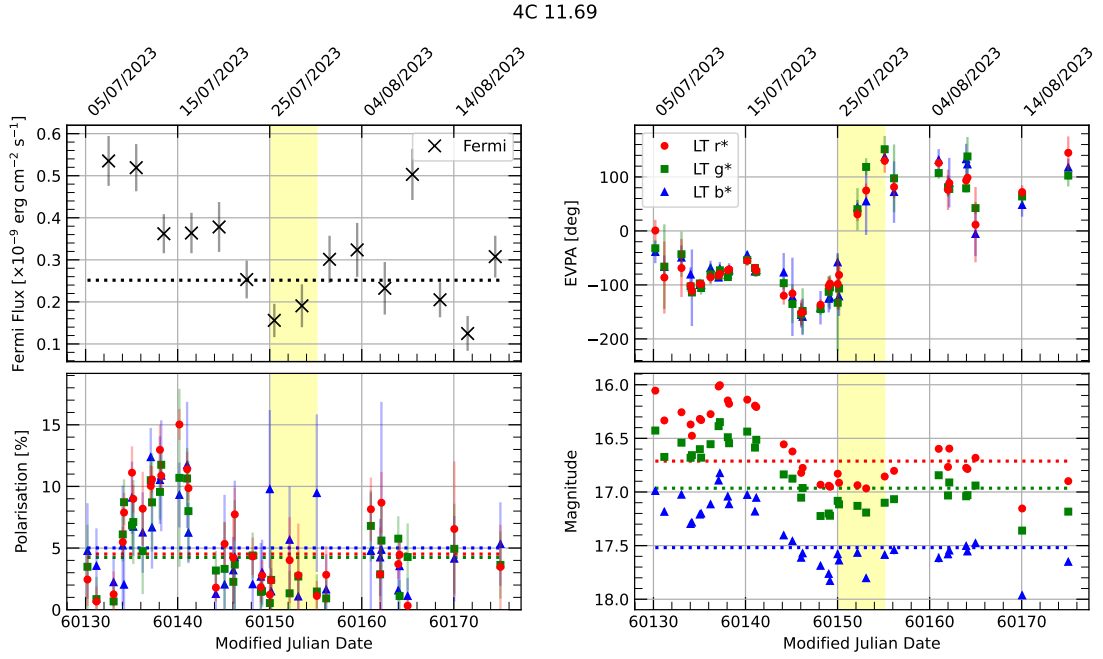 4C 11.69
05/07/2023 15/07/2023 25/07/2023 04/08/2023 14/08/2023
Fermi Flux [×10⁻⁹ erg cm⁻² s⁻¹]
0.6
0.5
0.4
0.3
0.2
0.1
Fermi
Polarisation [%]
15
10
5
0
60130 60140 60150 60160 60170
Modified Julian Date
05/07/2023 15/07/2023 25/07/2023 04/08/2023 14/08/2023
EVPA [deg]
100
0
−100
−200
LT r*
LT g*
LT b*
Magnitude
16.0
16.5
17.0
17.5
18.0
60130 60140 60150 60160 60170
Modified Julian Date